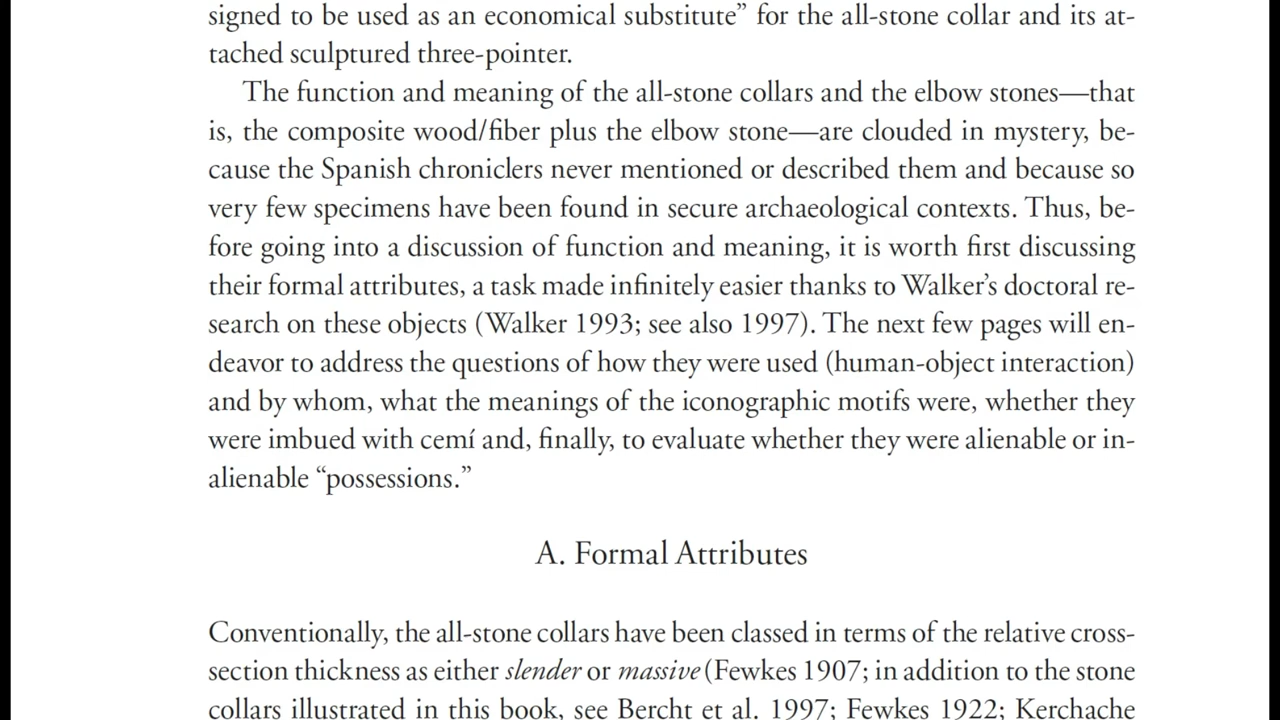 signed to be used as an economical substitute” for the all-stone collar and its at-
tached sculptured three-pointer.
The function and meaning of the all-stone collars and the elbow stones—that
is, the composite wood/fiber plus the elbow stone—are clouded in mystery, be-
cause the Spanish chroniclers never mentioned or described them and because so
very few specimens have been found in secure archaeological contexts. Thus, be-
fore going into a discussion of function and meaning, it is worth first discussing
their formal attributes, a task made infinitely easier thanks to Walker’s doctoral re-
search on these objects (Walker 1993; see also 1997). The next few pages will en-
deavor to address the questions of how they were used (human-object interaction)
and by whom, what the meanings of the iconographic motifs were, whether they
were imbued with cemí and, finally, to evaluate whether they were alienable or in-
alienable “possessions.”
A. Formal Attributes
Conventionally, the all-stone collars have been classed in terms of the relative cross-
section thickness as either slender or massive (Fewkes 1907; in addition to the stone
collars illustrated in this book, see Bercht et al. 1997; Fewkes 1922; Kerchache